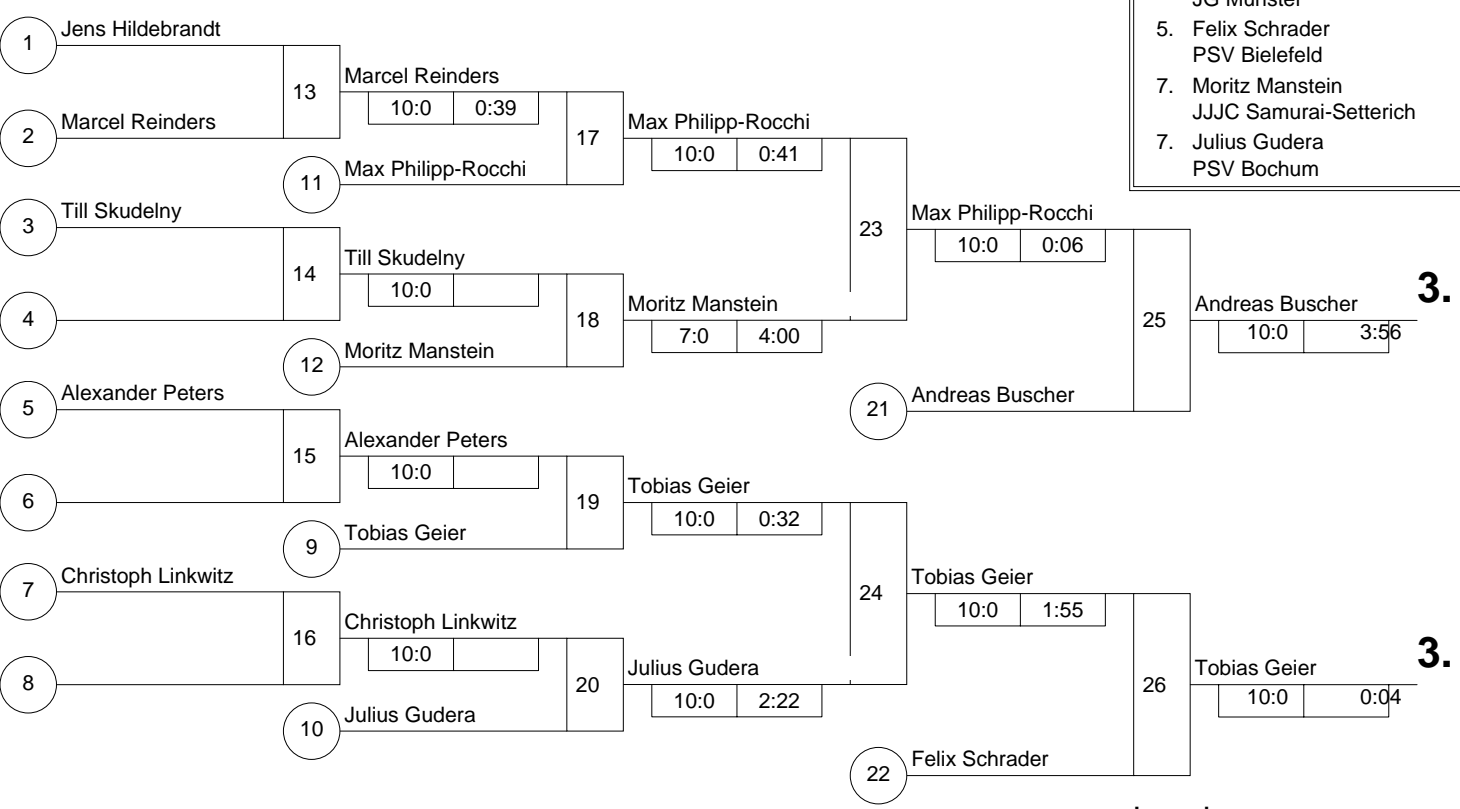 JG Münster
5. Felix Schrader
PSV Bielefeld
7. Moritz Manstein
JJJC Samurai-Setterich
7. Julius Gudera
PSV Bochum
1 Jens Hildebrandt
13 Marcel Reinders
10:0 0:39
2 Marcel Reinders
17 Max Philipp-Rocchi
10:0 0:41
11 Max Philipp-Rocchi
3 Till Skudelny
23 Max Philipp-Rocchi
10:0 0:06
14 Till Skudelny
10:0
4
18 Moritz Manstein
7:0 4:00
12 Moritz Manstein
25 Andreas Buscher 3.
10:0 3:56
21 Andreas Buscher
5 Alexander Peters
15 Alexander Peters
10:0
6
19 Tobias Geier
10:0 0:32
9 Tobias Geier
7 Christoph Linkwitz
24 Tobias Geier
10:0 1:55
16 Christoph Linkwitz
10:0
8
20 Julius Gudera
10:0 2:22
10 Julius Gudera
26 Tobias Geier 3.
10:0 0:04
22 Felix Schrader